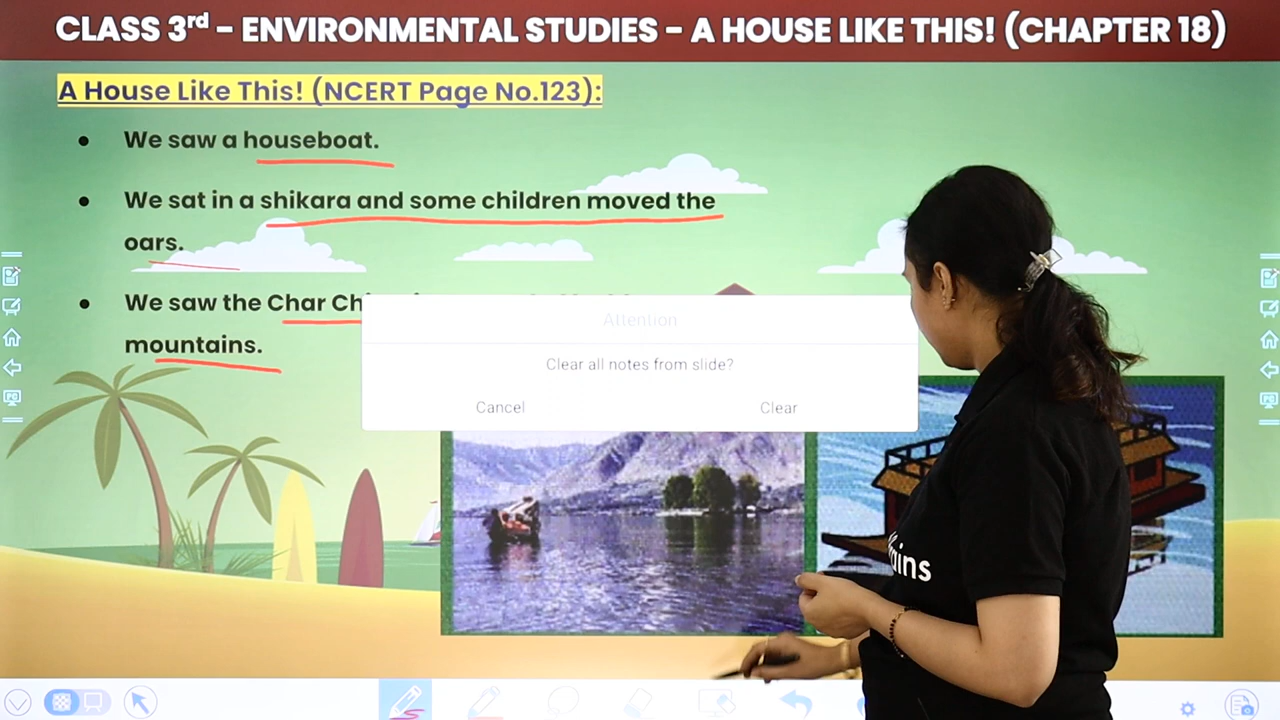 CLASS 3rd - ENVIRONMENTAL STUDIES - A HOUSE LIKE THIS! (CHAPTER 18)
A House Like This! (NCERT Page No.123):
• We saw a houseboat.
• We sat in a shikara and some children moved the
oars.
• We saw the Char
mountains.
Attention
Clear all notes from slide?
Cancel Clear